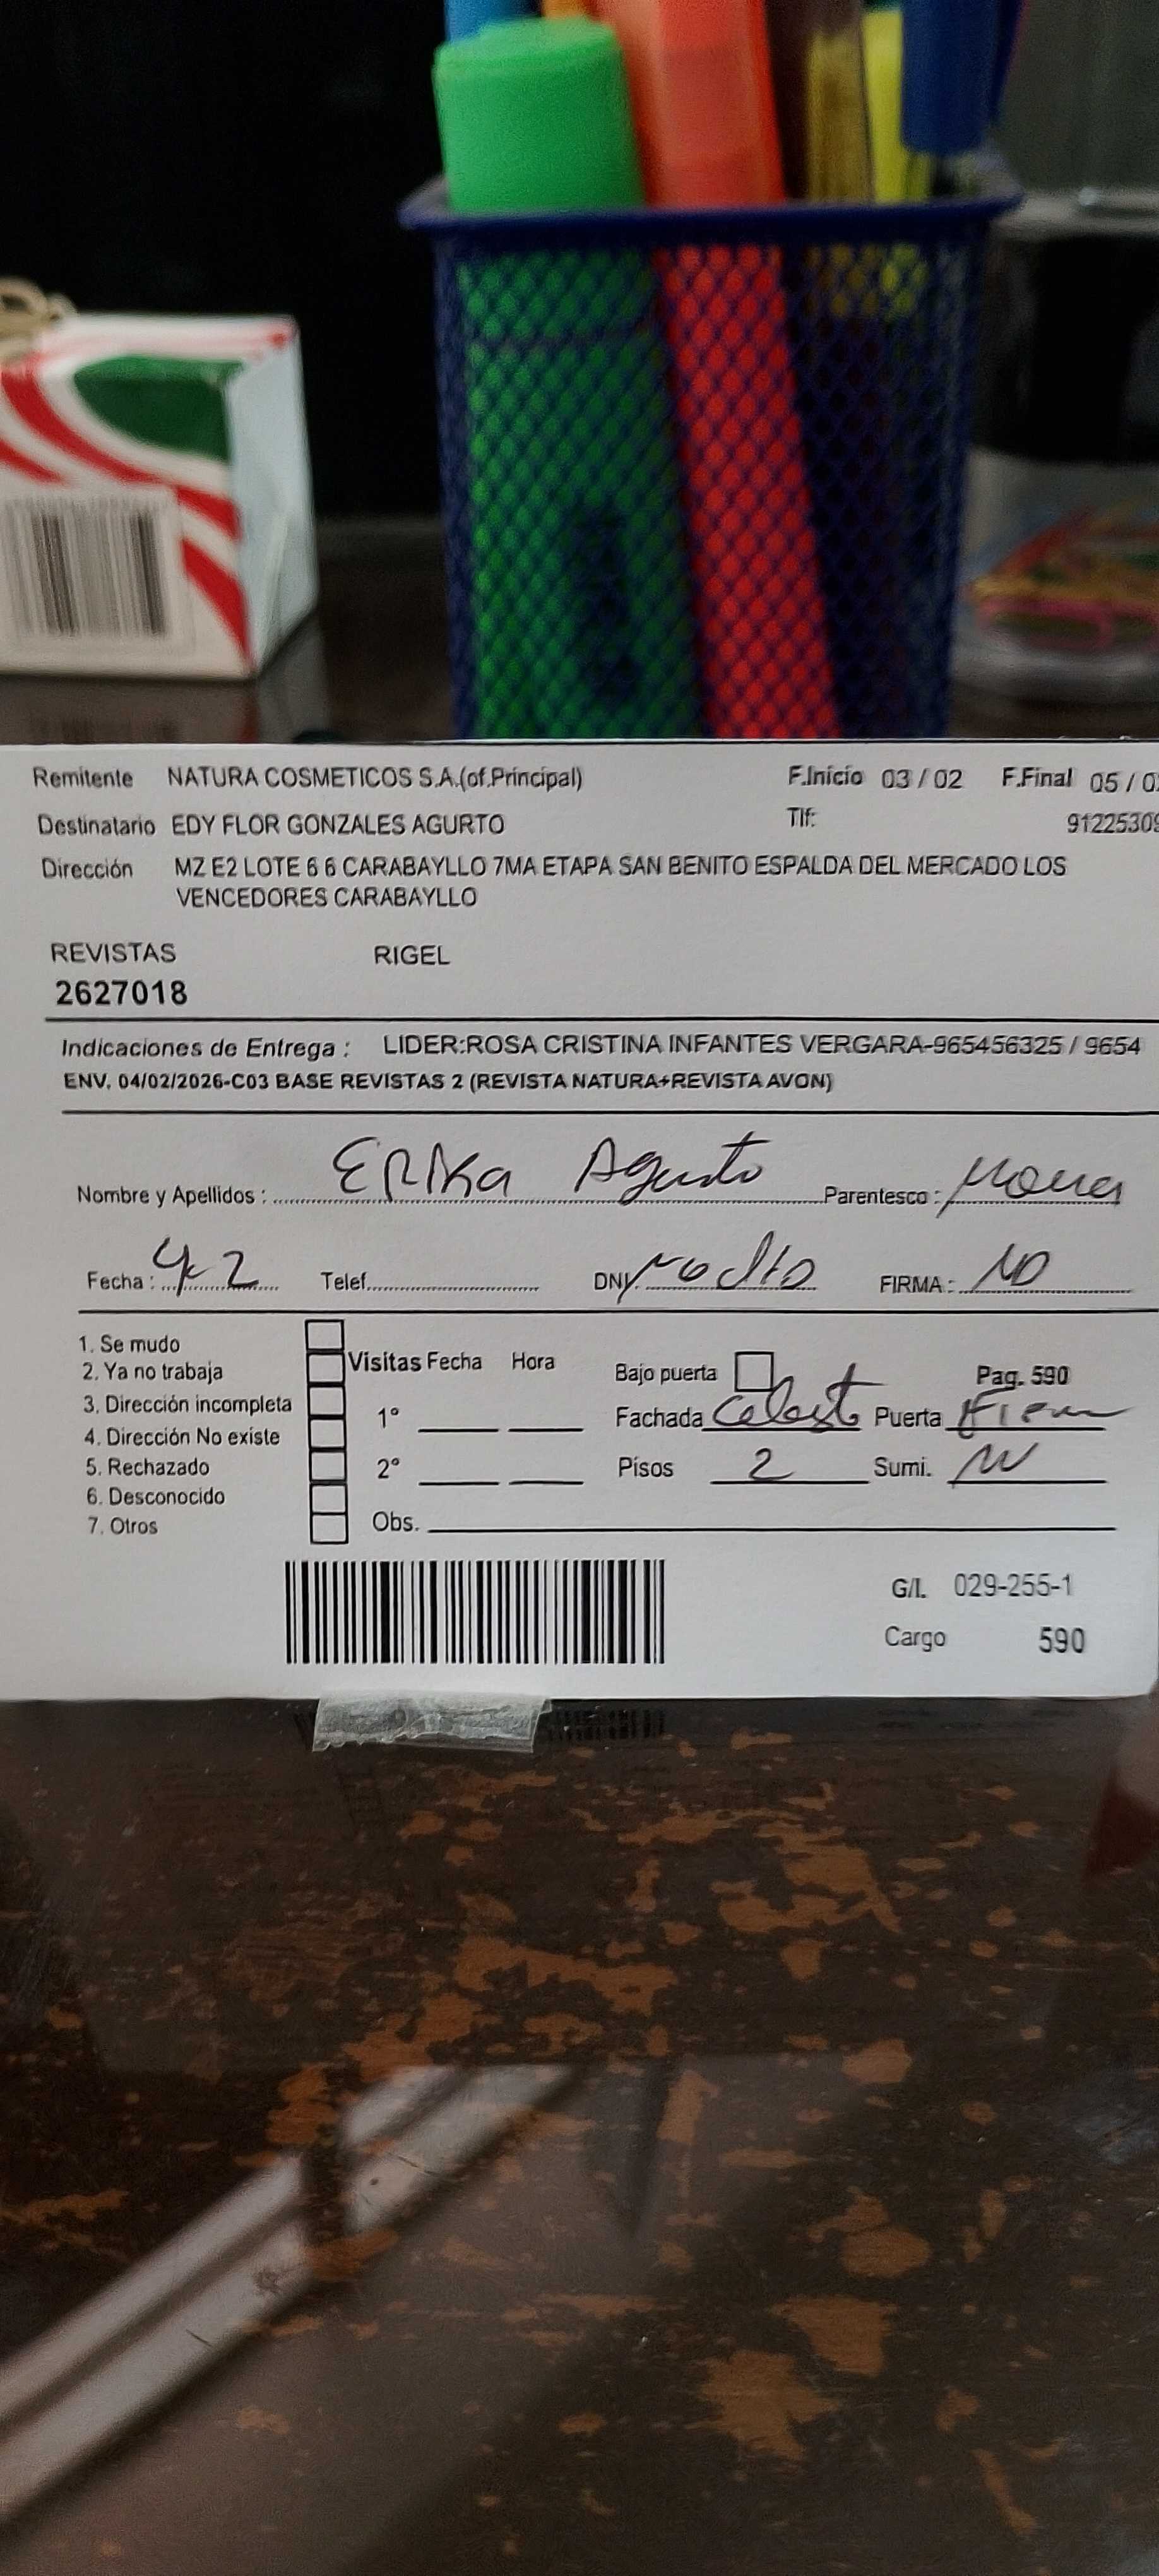 Remitente NATURA COSMETICOS S.A.(of.Principal) F.Inicio 03 / 02 F.Final 05 / 0
Destinatario EDY FLOR GONZALES AGURTO Tlf: 91225309
Dirección MZ E2 LOTE 6 6 CARABAYLLO 7MA ETAPA SAN BENITO ESPALDA DEL MERCADO LOS
VENCEDORES CARABAYLLO
REVISTAS RIGEL
2627018
Indicaciones de Entrega : LIDER:ROSA CRISTINA INFANTES VERGARA-965456325 / 9654
ENV. 04/02/2026-C03 BASE REVISTAS 2 (REVISTA NATURA+REVISTA AVON)
Nombre y Apellidos : ERIKa Agurto Parentesco :
Fecha : 4-2 Telef. DNI no dio FIRMA : NO
1. Se mudo
2. Ya no trabaja
3. Dirección incompleta
4. Dirección No existe
5. Rechazado
6. Desconocido
7. Otros
Visitas Fecha Hora
1°
2°
Obs.
Bajo puerta Pag. 590
Fachada Celeste Puerta
Pisos 2 Sumi.
G/I. 029-255-1
Cargo 590